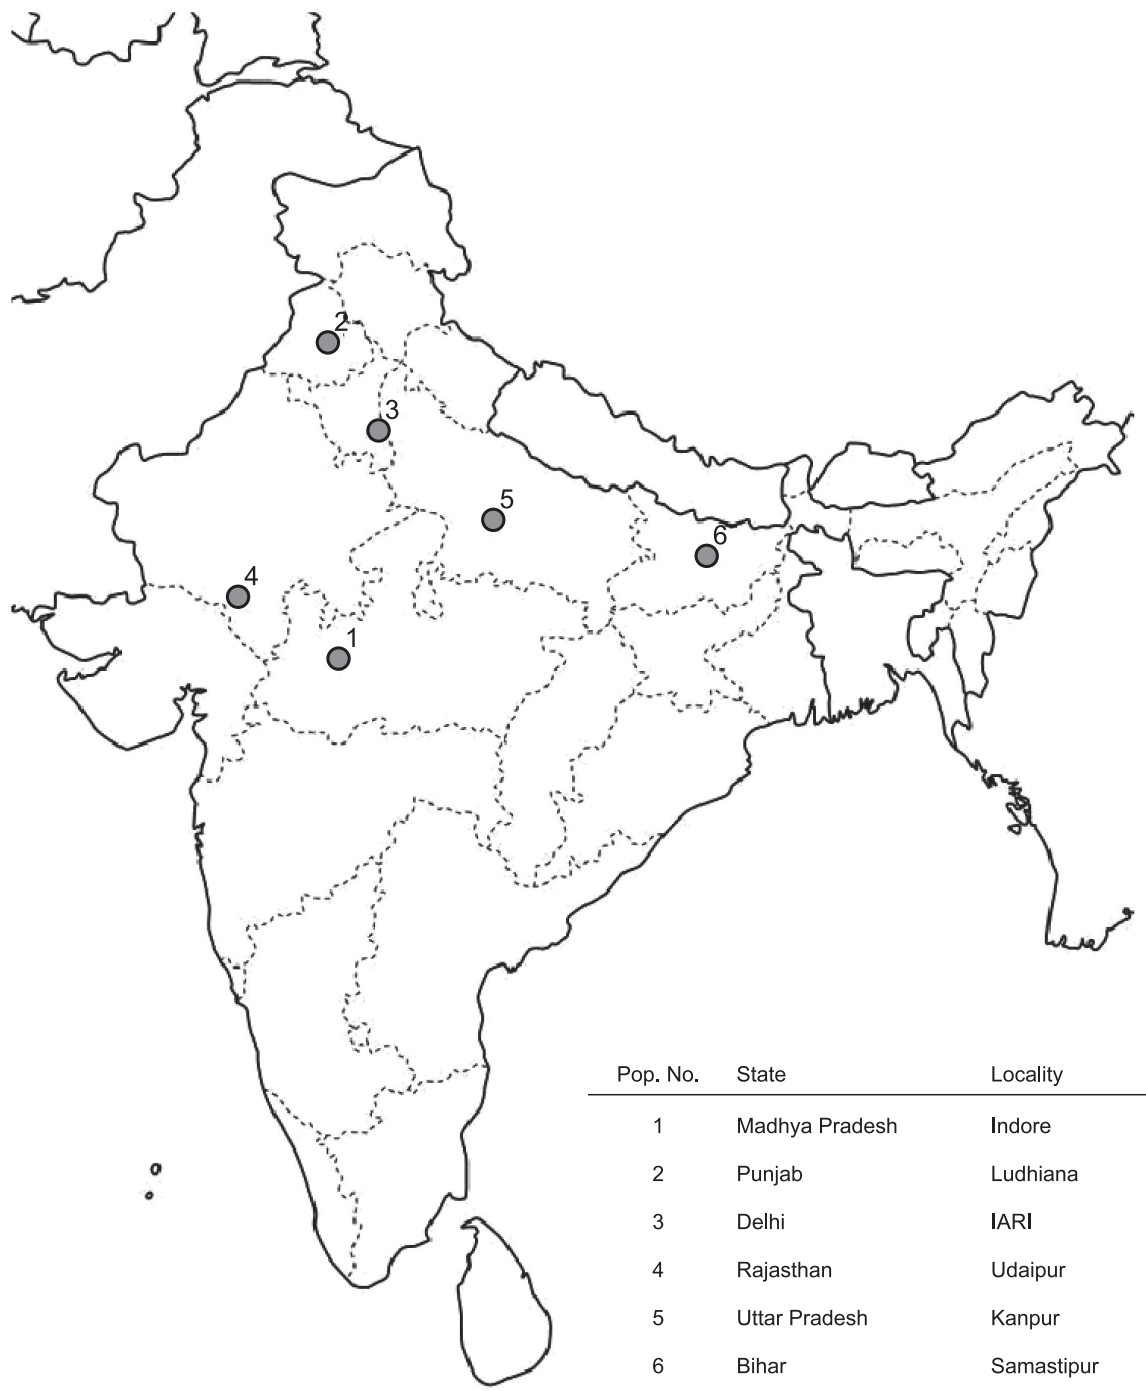 2
3
5
6
4
1
Pop. No. State Locality
1 Madhya Pradesh Indore
2 Punjab Ludhiana
3 Delhi IARI
4 Rajasthan Udaipur
5 Uttar Pradesh Kanpur
6 Bihar Samastipur